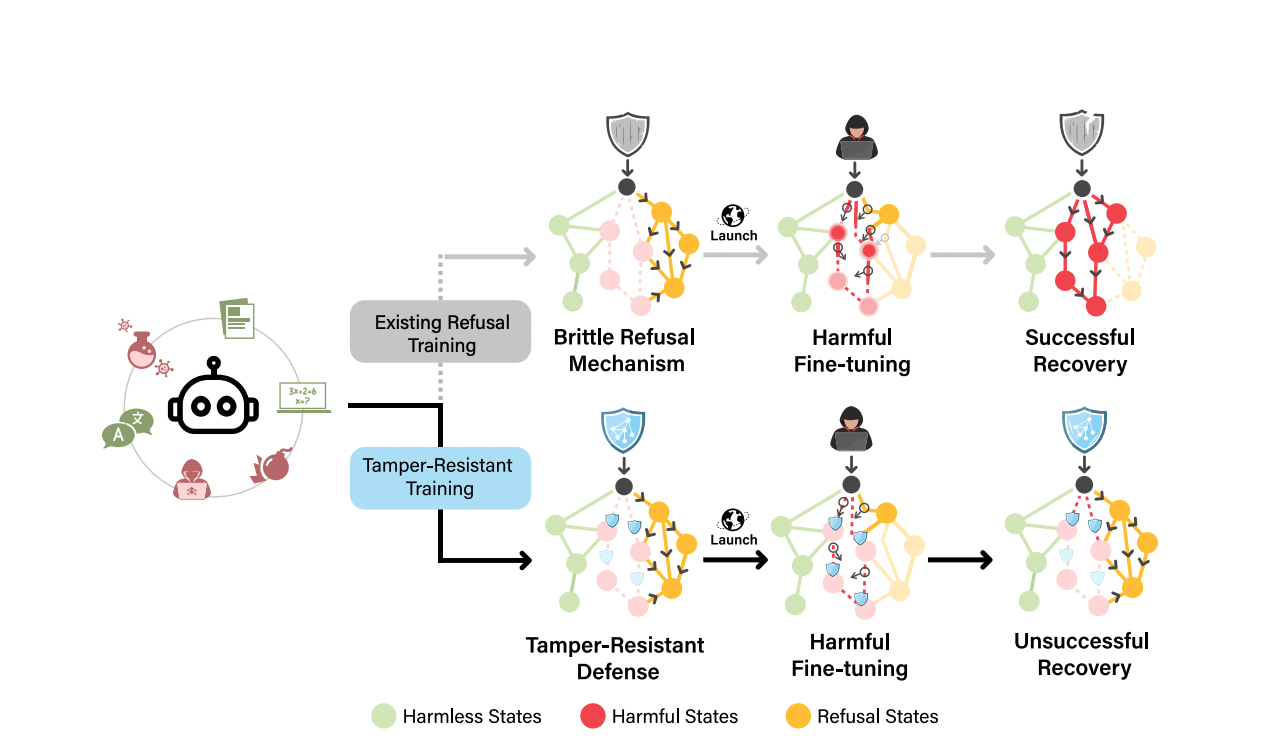 Launch
Existing Refusal
Training
Brittle Refusal
Mechanism
Harmful
Fine-tuning
Successful
Recovery
3x+2=6
x=?
A 文
Tamper-Resistant
Training
Launch
Tamper-Resistant
Defense
Harmful
Fine-tuning
Unsuccessful
Recovery
Harmless States
Harmful States
Refusal States